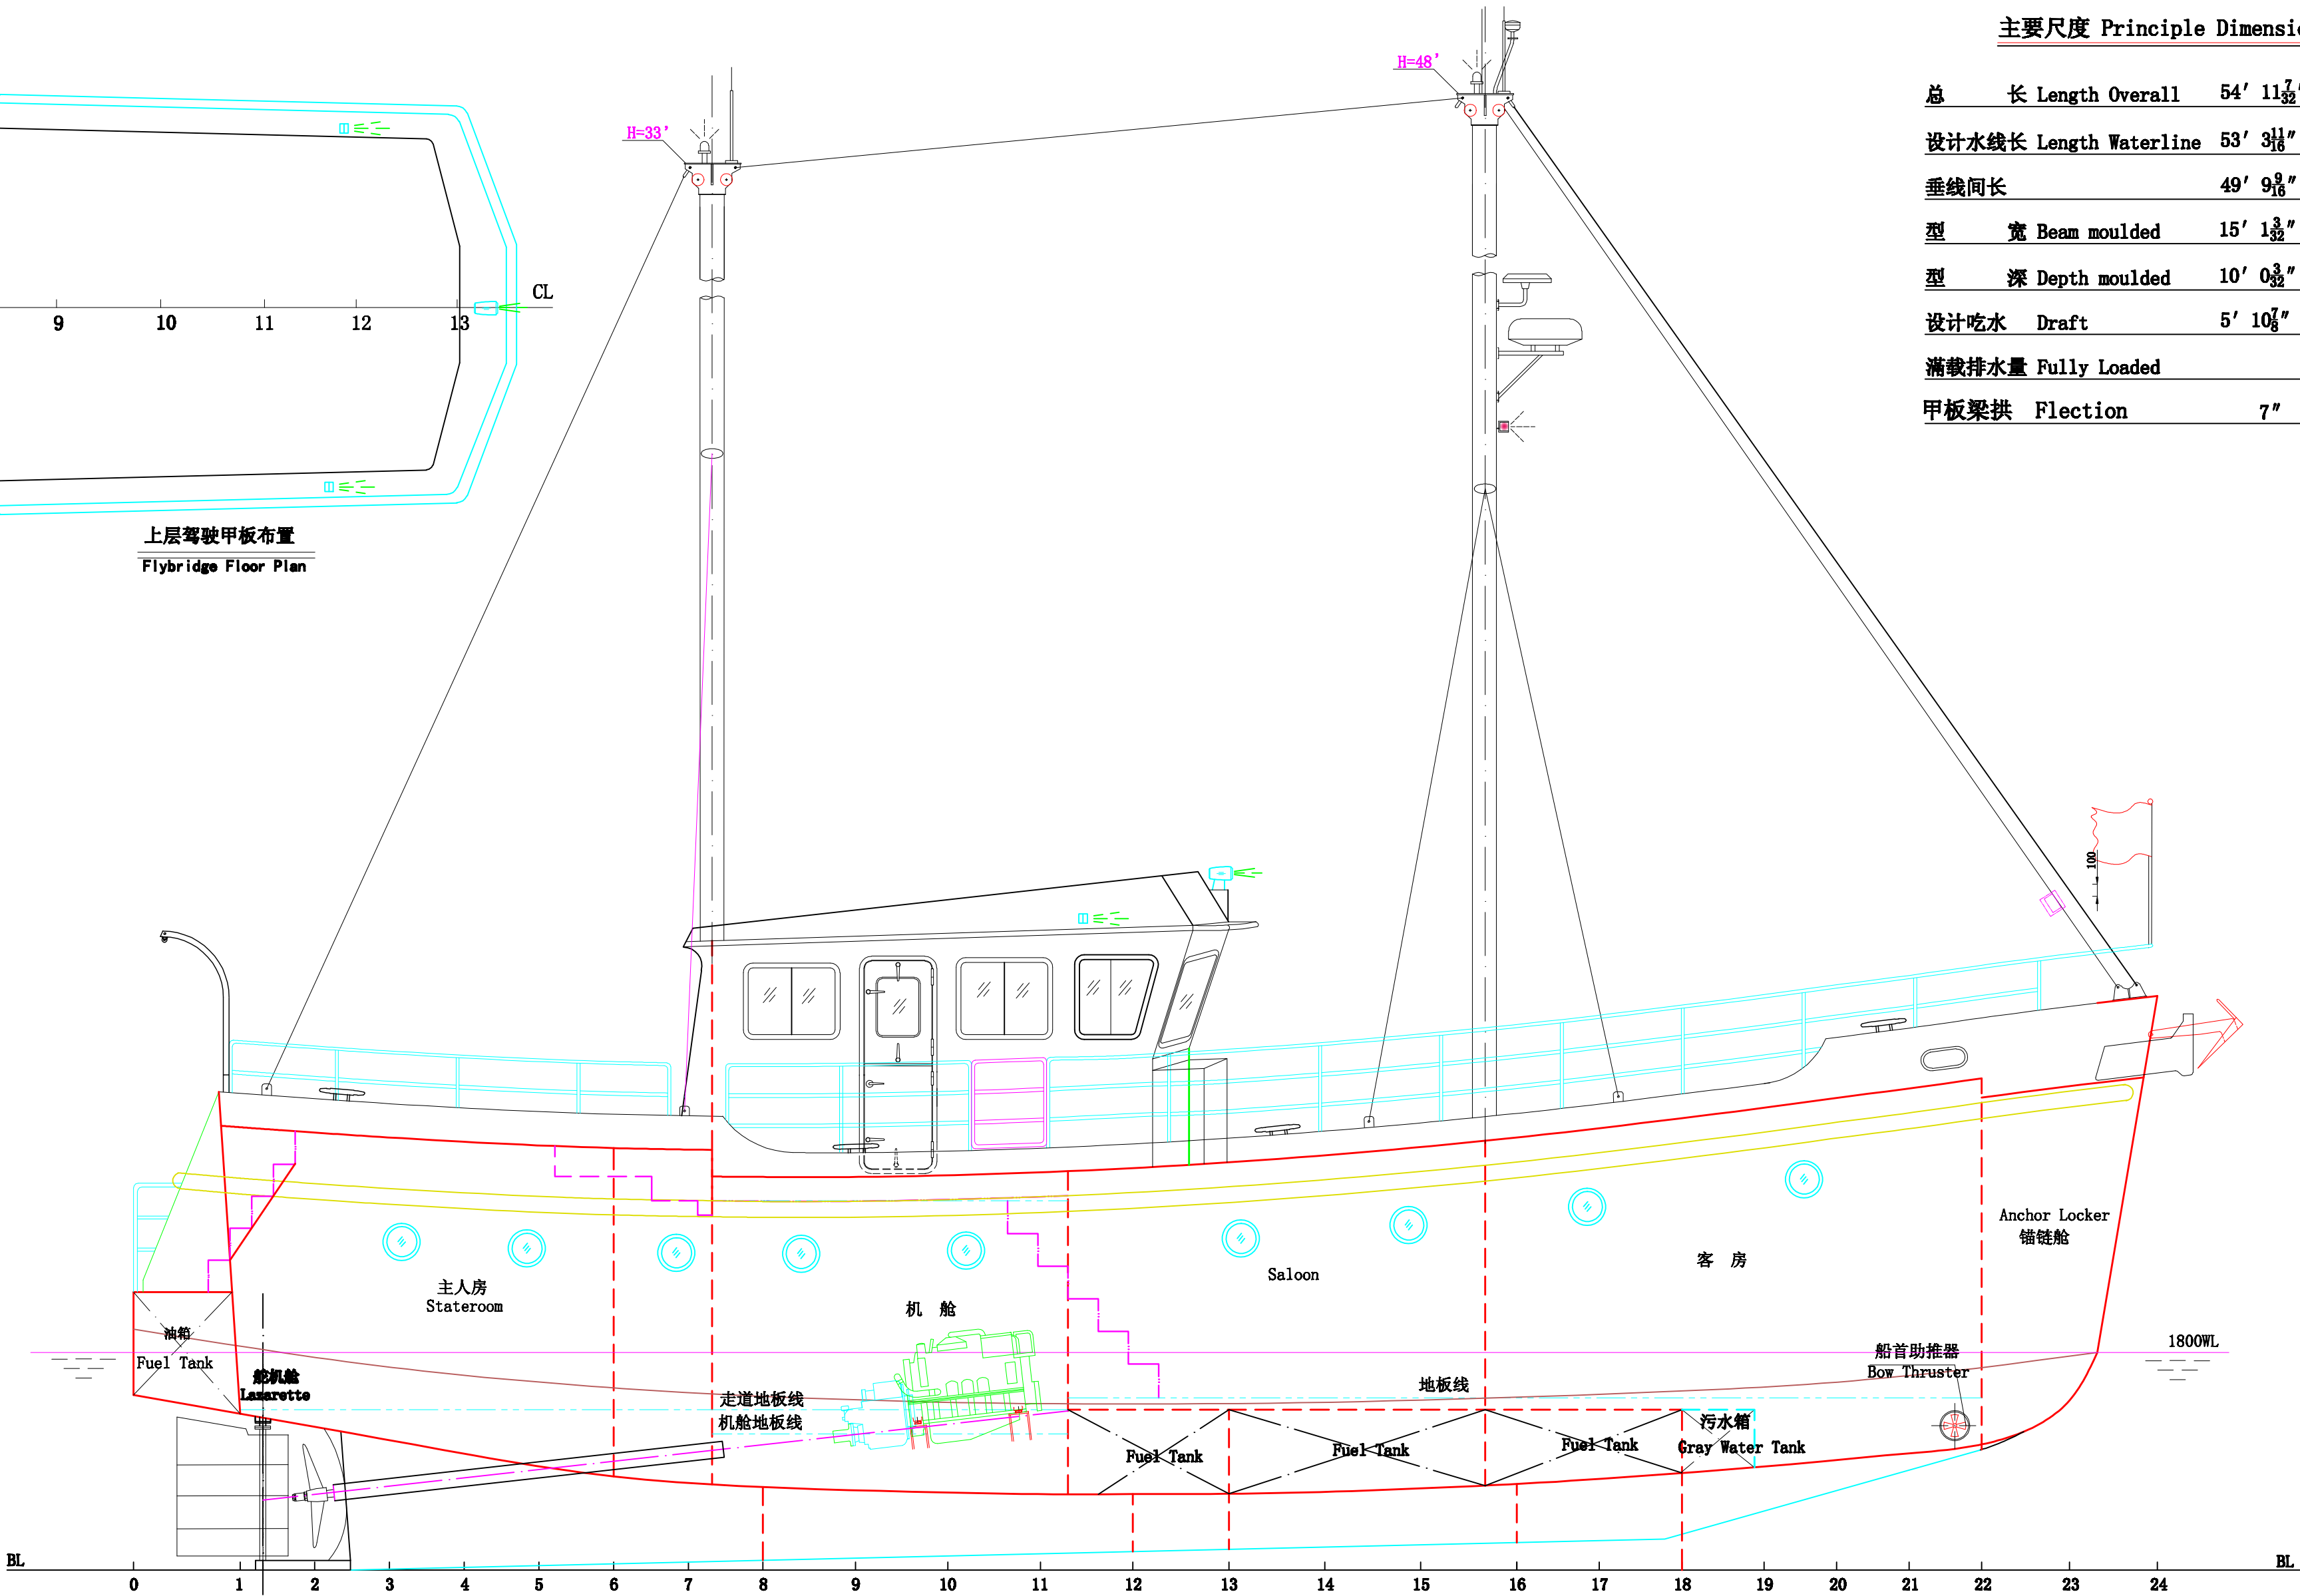 主要尺度 Principle Dimensi
总 长 Length Overall 54′ 11 7/32″
设计水线长 Length Waterline 53′ 3 11/16″
垂线间长 49′ 9 9/16″
型 宽 Beam moulded 15′ 1 3/32″
型 深 Depth moulded 10′ 0 3/32″
设计吃水 Draft 5′ 10 7/8″
满载排水量 Fully Loaded
甲板梁拱 Flection 7″
H=48'
H=33'
CL
9 10 11 12 13
上层驾驶甲板布置
Flybridge Floor Plan
100
Anchor Locker
锚链舱
客 房
Saloon
主人房
Stateroom
机 舱
油箱
Fuel Tank
舵机舱
Lazarette
1800WL
船首助推器
Bow Thruster
地板线
走道地板线
机舱地板线
Fuel Tank
Fuel Tank
Fuel Tank
污水箱
Gray Water Tank
BL
BL
0 1 2 3 4 5 6 7 8 9 10 11 12 13 14 15 16 17 18 19 20 21 22 23 24